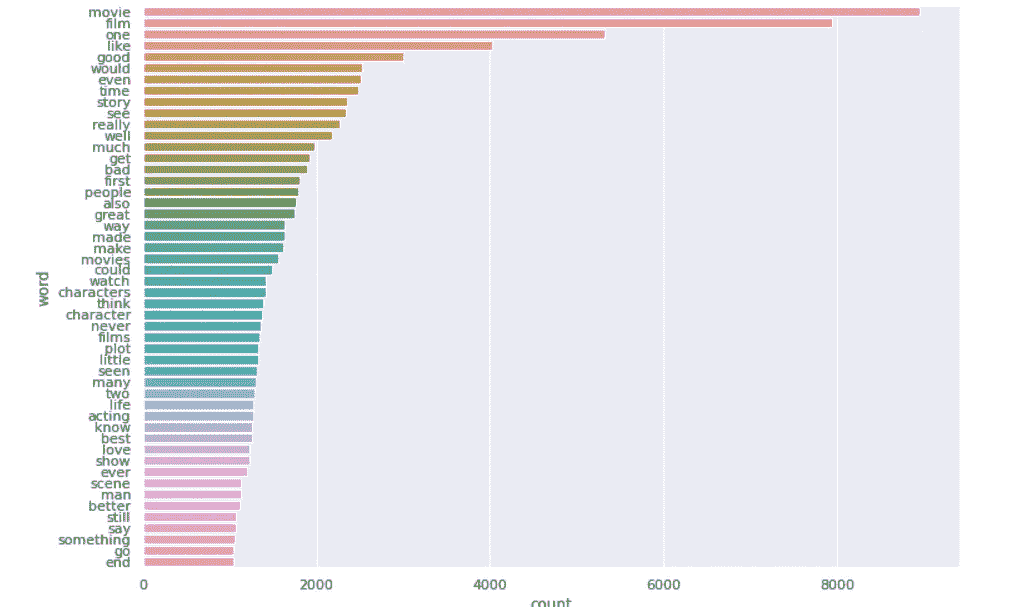 movie
film
one
like
good
would
even
time
story
see
really
well
much
get
bad
first
people
also
great
way
made
make
movies
could
watch
characters
think
character
never
films
plot
little
seen
many
two
life
acting
know
best
love
show
ever
scene
man
better
still
say
something
go
end
word
0 2000 4000 6000 8000
count